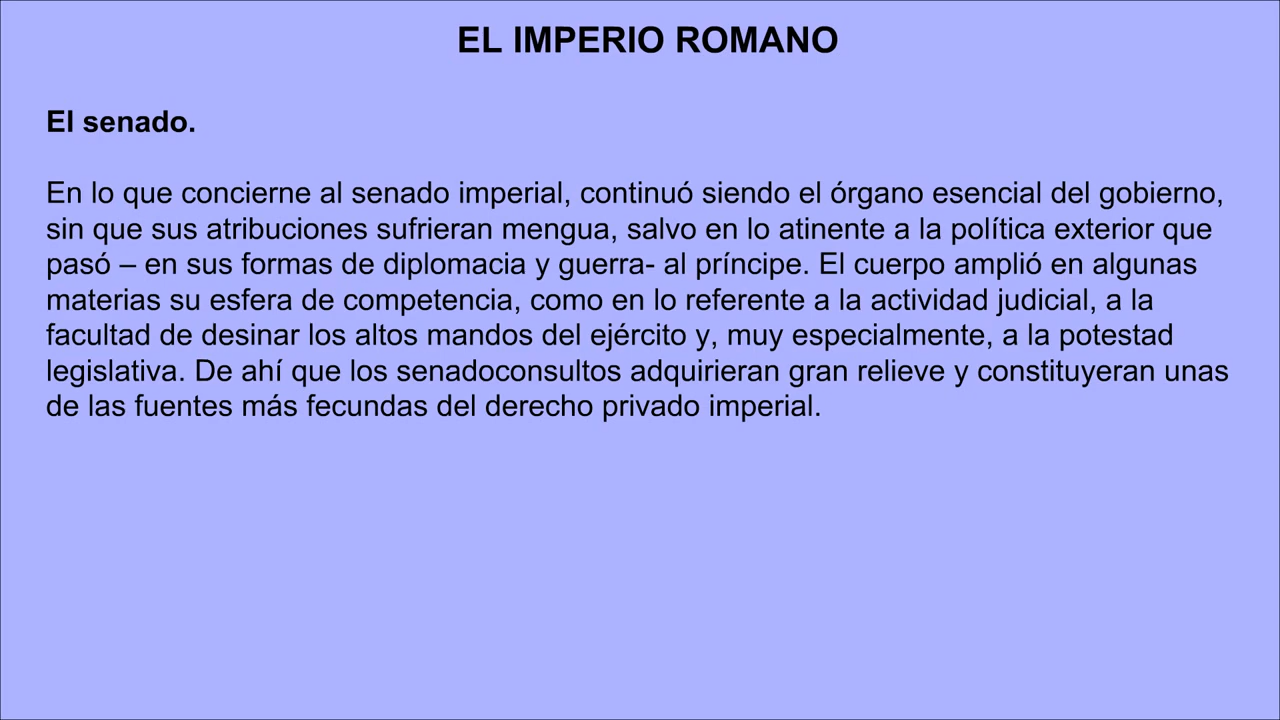 EL IMPERIO ROMANO
El senado.
En lo que concierne al senado imperial, continuó siendo el órgano esencial del gobierno,
sin que sus atribuciones sufrieran mengua, salvo en lo atinente a la política exterior que
pasó – en sus formas de diplomacia y guerra- al príncipe. El cuerpo amplió en algunas
materias su esfera de competencia, como en lo referente a la actividad judicial, a la
facultad de desinar los altos mandos del ejército y, muy especialmente, a la potestad
legislativa. De ahí que los senadoconsultos adquirieran gran relieve y constituyeran unas
de las fuentes más fecundas del derecho privado imperial.